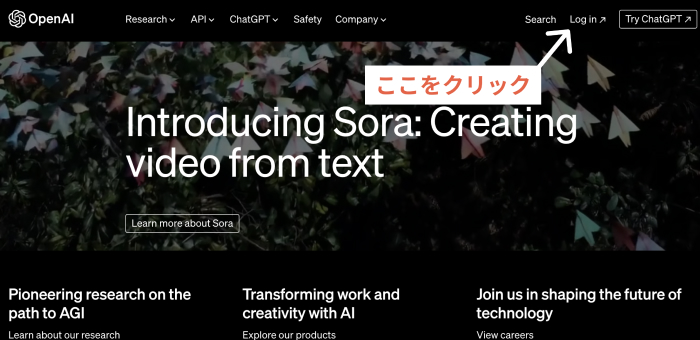 OpenAI
Research API ChatGPT Safety Company Search Log in ↗ Try ChatGPT ↗
ここをクリック
Introducing Sora: Creating
video from text
Learn more about Sora
Pioneering research on the
path to AGI
Learn about our research
Transforming work and
creativity with AI
Explore our products
Join us in shaping the future of
technology
View careers